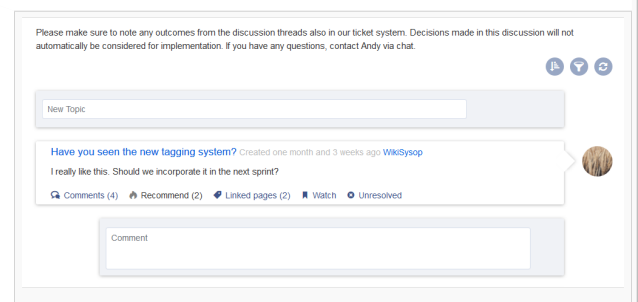 Please make sure to note any outcomes from the discussion threads also in our ticket system. Decisions made in this discussion will not
automatically be considered for implementation. If you have any questions, contact Andy via chat.
New Topic
Have you seen the new tagging system? Created one month and 3 weeks ago WikiSysop
I really like this. Should we incorporate it in the next sprint?
Comments (4) Recommend (2) Linked pages (2) Watch Unresolved
Comment